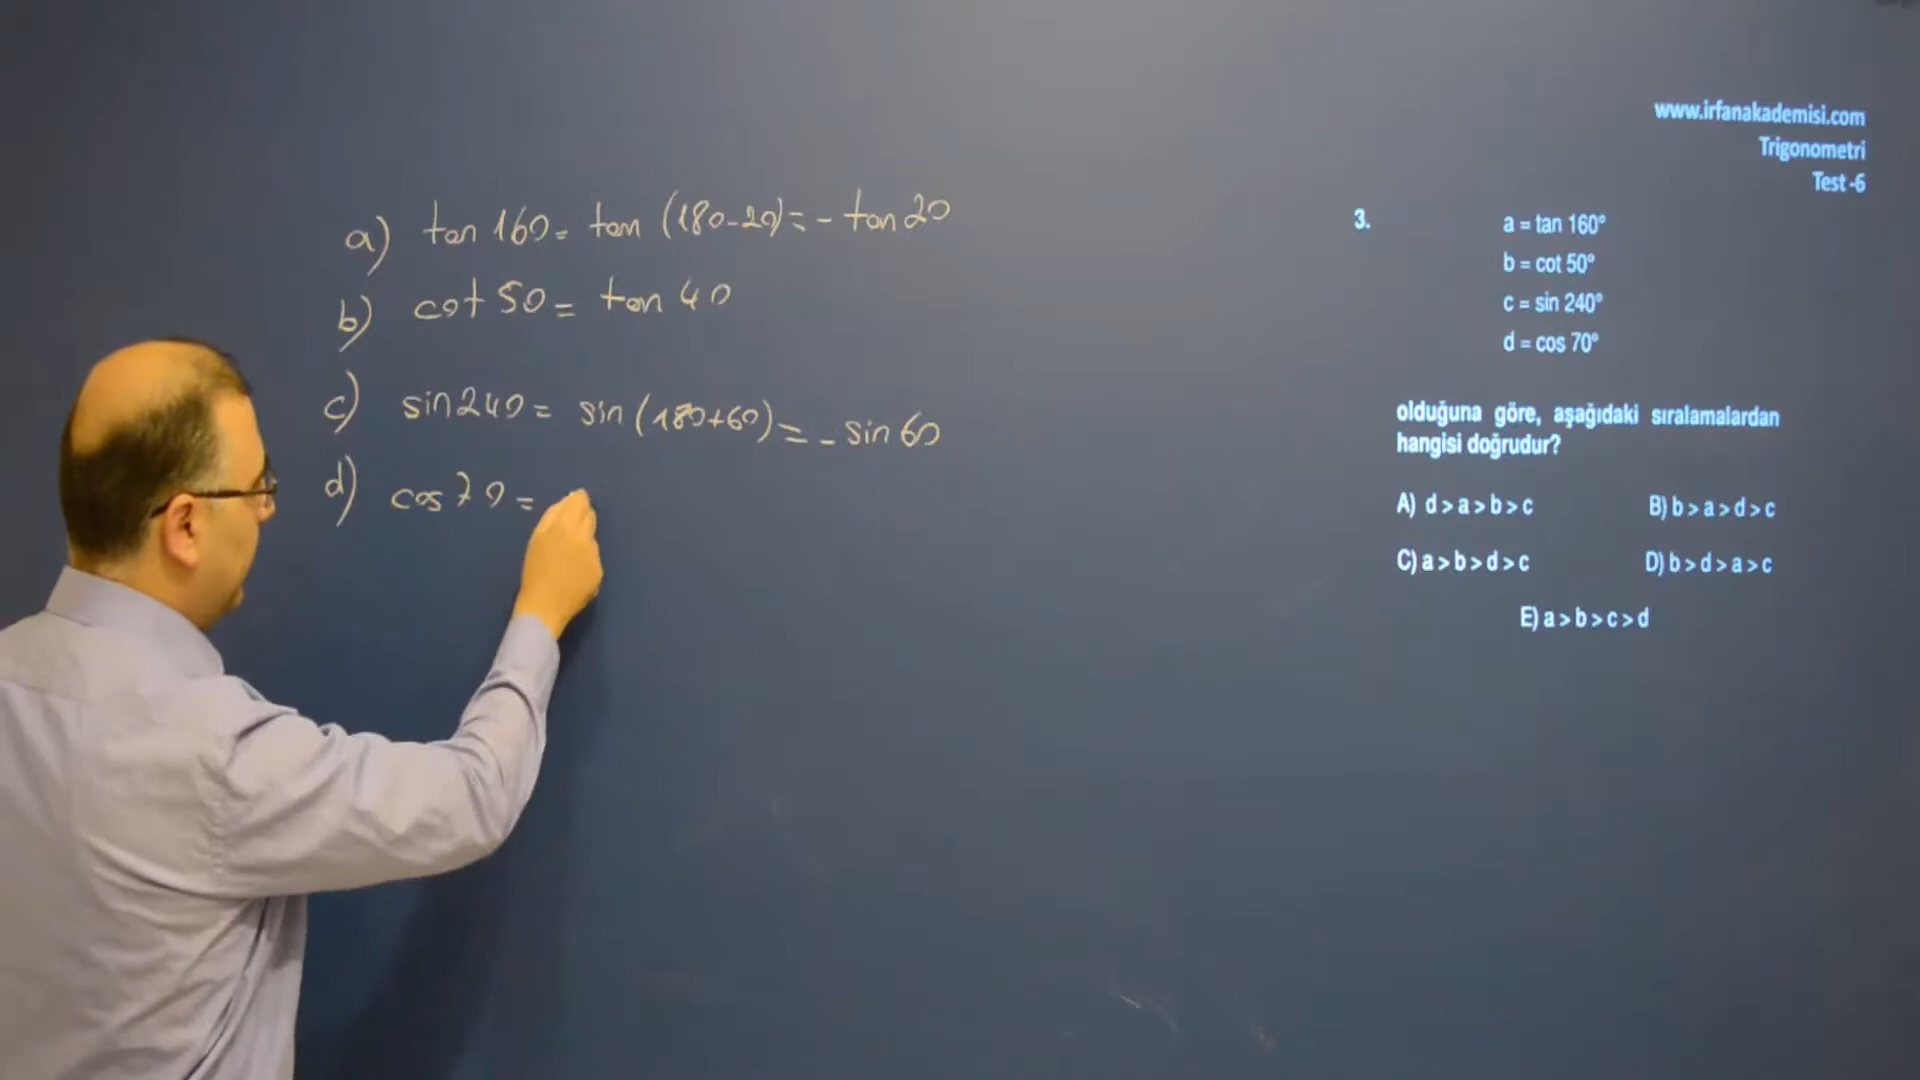 a) tan 160 = tan (180-20) = - tan 20
b) cot 50 = tan 40
c) sin 240 = sin (180+60) = - sin 60
d) cos 70 =
www.irfanakademisi.com
Trigonometri
Test -6
3. a = tan 160°
b = cot 50°
c = sin 240°
d = cos 70°
olduğuna göre, aşağıdaki sıralamalardan
hangisi doğrudur?
A) d > a > b > c B) b > a > d > c
C) a > b > d > c D) b > d > a > c
E) a > b > c > d